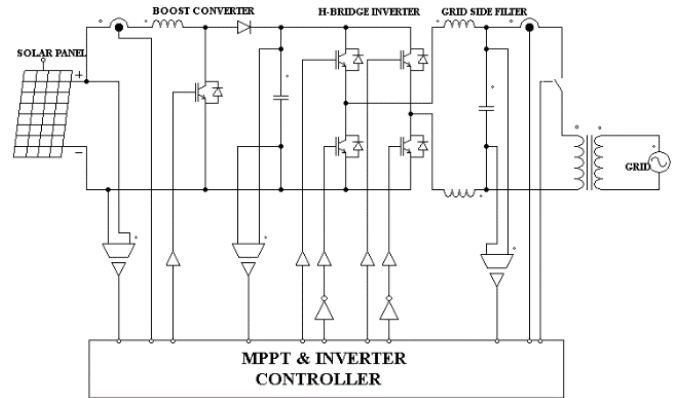 BOOST CONVERTER
H-BRIDGE INVERTER
GRID SIDE FILTER
SOLAR PANEL
+
−
GRID
MPPT & INVERTER
CONTROLLER